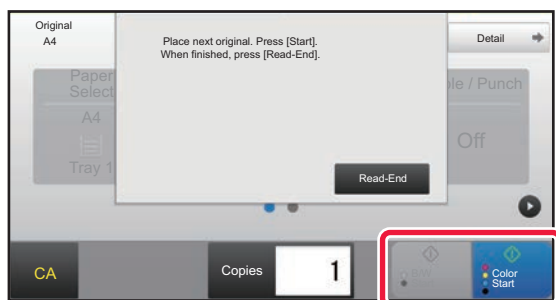 Original
A4
Place next original. Press [Start].
When finished, press [Read-End].
Detail
Paper
Select
A4
Tray 1
ple / Punch
Off
Read-End
CA
Copies
1
B/W
Color
Start